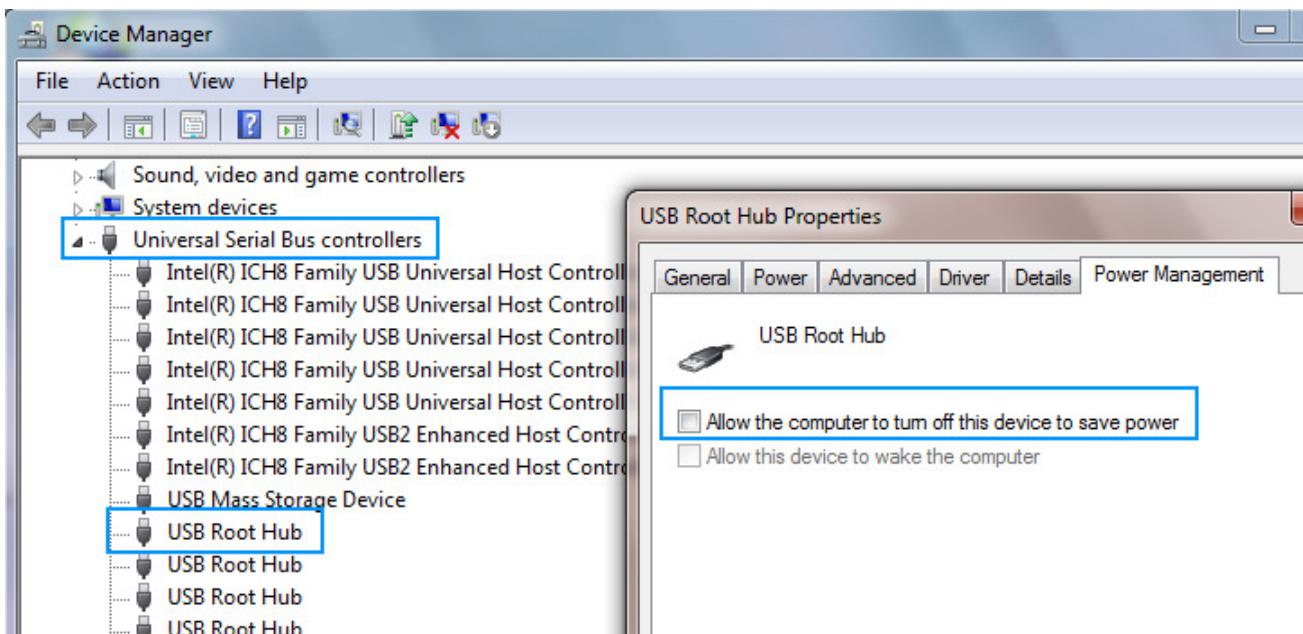 Device Manager
File Action View Help
Sound, video and game controllers
System devices
Universal Serial Bus controllers
Intel(R) ICH8 Family USB Universal Host Controll
Intel(R) ICH8 Family USB Universal Host Controll
Intel(R) ICH8 Family USB Universal Host Controll
Intel(R) ICH8 Family USB Universal Host Controll
Intel(R) ICH8 Family USB Universal Host Controll
Intel(R) ICH8 Family USB2 Enhanced Host Contro
Intel(R) ICH8 Family USB2 Enhanced Host Contro
USB Mass Storage Device
USB Root Hub
USB Root Hub
USB Root Hub
USB Root Hub
USB Root Hub Properties
General Power Advanced Driver Details Power Management
USB Root Hub
Allow the computer to turn off this device to save power
Allow this device to wake the computer